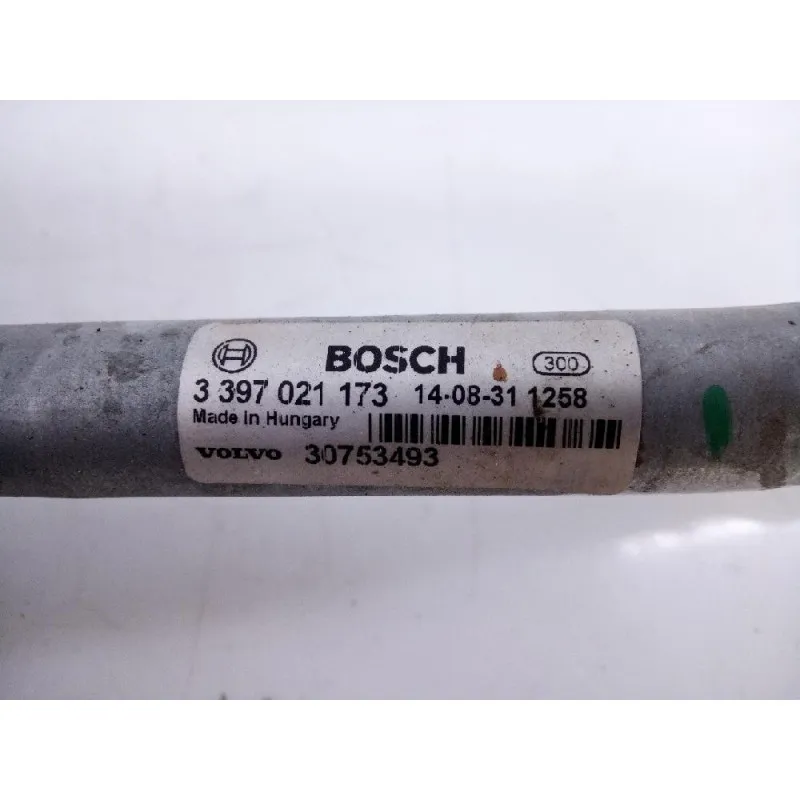 BOSCH 300
3 397 021 173 14-08-31 1258
Made in Hungary
VOLVO 30753493